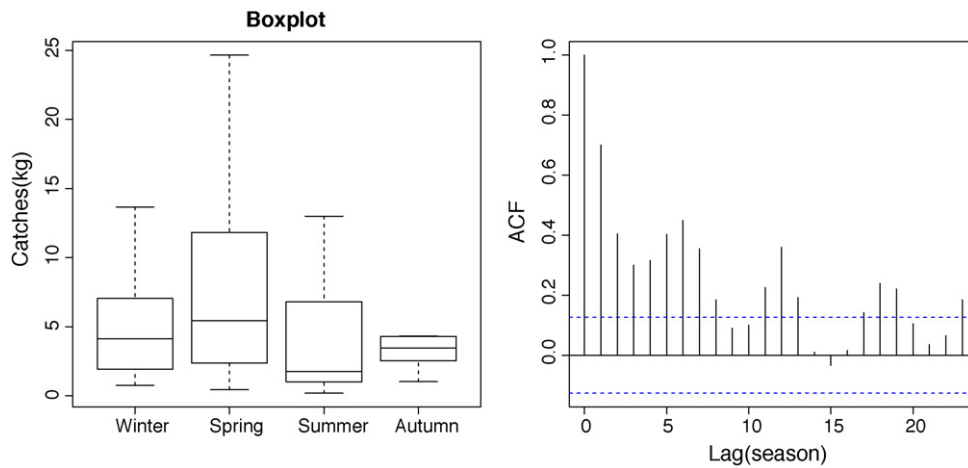 Boxplot
Catches(kg)
25
20
15
10
5
0
Winter Spring Summer Autumn
ACF
1.0
0.8
0.6
0.4
0.2
0.0
0 5 10 15 20
Lag(season)